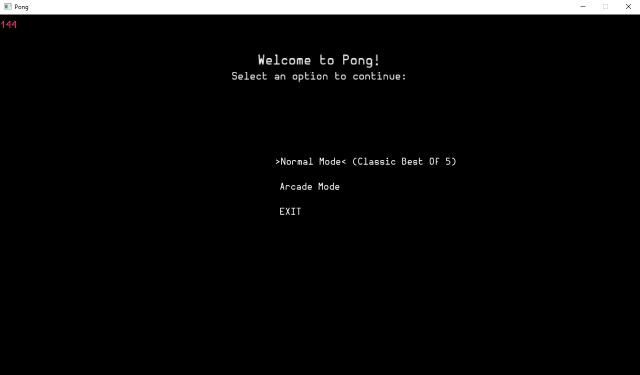 Pong
144
Welcome to Pong!
Select an option to continue:
>Normal Mode< (Classic Best Of 5)
Arcade Mode
EXIT